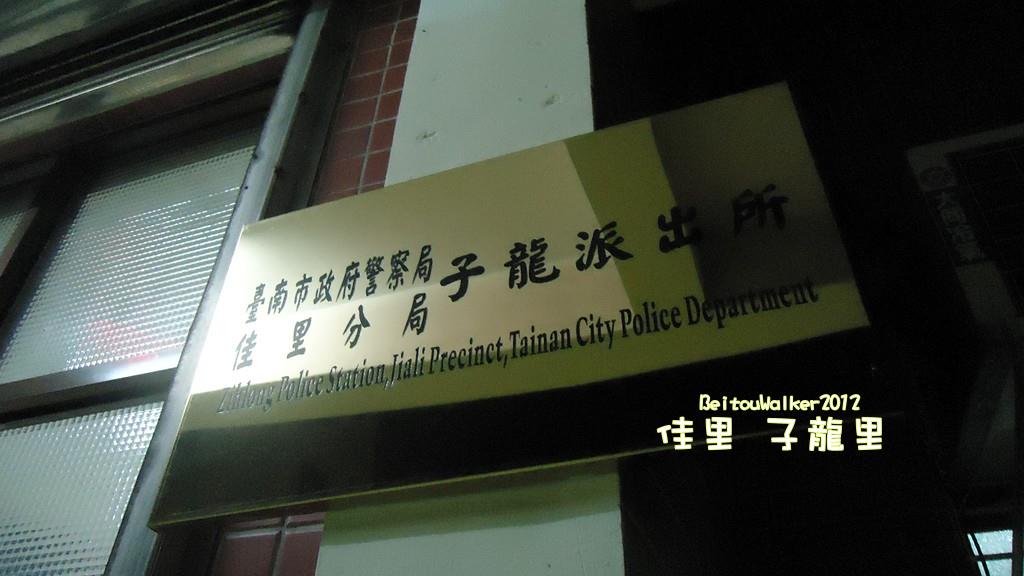 臺南市政府警察局
佳里分局
子龍派出所
Zihlong Police Station,Jiali Precinct,Tainan City Police Department
BeitouWalker2012
佳里 子龍里